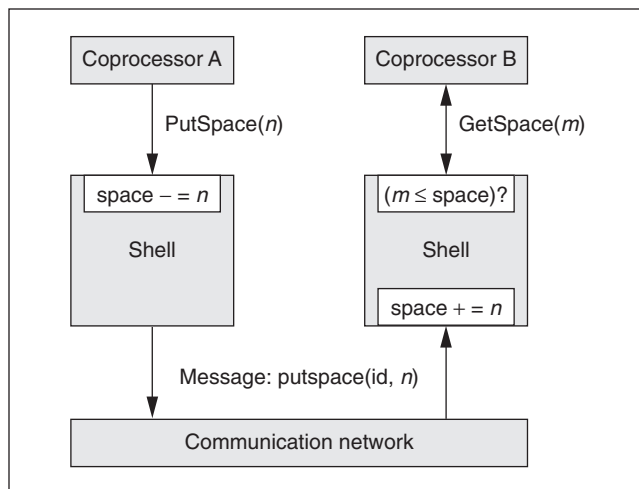 Coprocessor A
Coprocessor B
PutSpace(n)
GetSpace(m)
space – = n
(m ≤ space)?
Shell
Shell
space + = n
Message: putspace(id, n)
Communication network